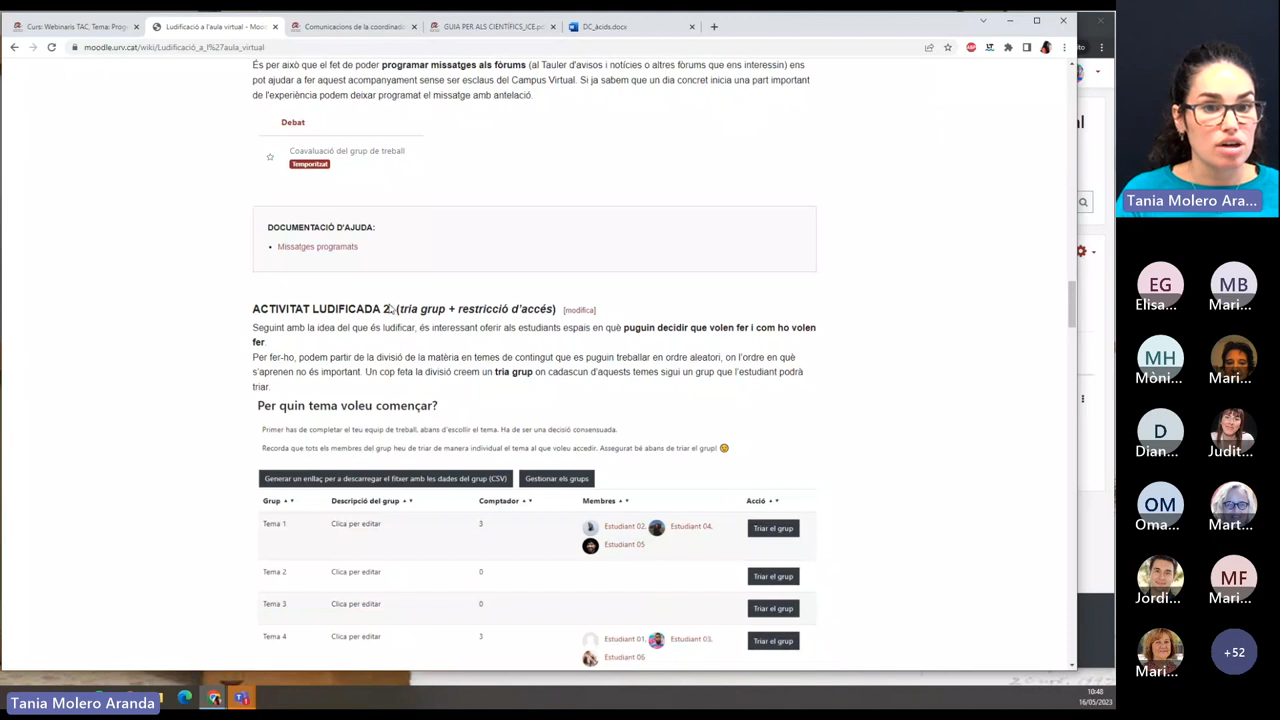 Curs: Webinaris TAC, Tema: Prog
Ludificació a l'aula virtual - Moo
Comunicacions de la coordinado
GUIA PER ALS CIENTÍFICS_ICE.pd
DC_àcids.docx
moodle.urv.cat/wiki/Ludificació_a_l%27aula_virtual
És per això que el fet de poder programar missatges als fòrums (al Tauler d'avisos i notícies o altres fòrums que ens interessin) ens
pot ajudar a fer aquest acompanyament sense ser esclaus del Campus Virtual. Si ja sabem que un dia concret inicia una part important
de l'experiència podem deixar programat el missatge amb antelació.
Debat
Coavaluació del grup de treball
Temporitzat
DOCUMENTACIÓ D'AJUDA:
Missatges programats
ACTIVITAT LUDIFICADA 2. (tria grup + restricció d'accés) [modifica]
Seguint amb la idea del que és ludificar, és interessant oferir als estudiants espais en què puguin decidir que volen fer i com ho volen
fer.
Per fer-ho, podem partir de la divisió de la matèria en temes de contingut que es puguin treballar en ordre aleatori, on l'ordre en què
s'aprenen no és important. Un cop feta la divisió creem un tria grup on cadascun d'aquests temes sigui un grup que l'estudiant podrà
triar.
Per quin tema voleu començar?
Primer has de completar el teu equip de treball, abans d'escollir el tema. Ha de ser una decisió consensuada.
Recorda que tots els membres del grup heu de triar de manera individual el tema al que voleu accedir. Assegurat bé abans de triar el grup!
Generar un enllaç per a descarregar el fitxer amb les dades del grup (CSV) Gestionar els grups
Grup Descripció del grup Comptador Membres Acció
Tema 1 Clica per editar 3 Estudiant 02, Estudiant 04, Triar el grup
Estudiant 05
Tema 2 Clica per editar 0 Triar el grup
Tema 3 Clica per editar 0 Triar el grup
Tema 4 Clica per editar 3 Estudiant 01, Estudiant 03, Triar el grup
Estudiant 06
Tania Molero Aranda
10:48
16/05/2023
Tania Molero Ara...
EG MB
Elisa... Mari...
MH
Mòni... Mari...
D
Dian... Judit...
OM
Oma... Mart...
MF
Jordi... Mari...
+52
Mari...